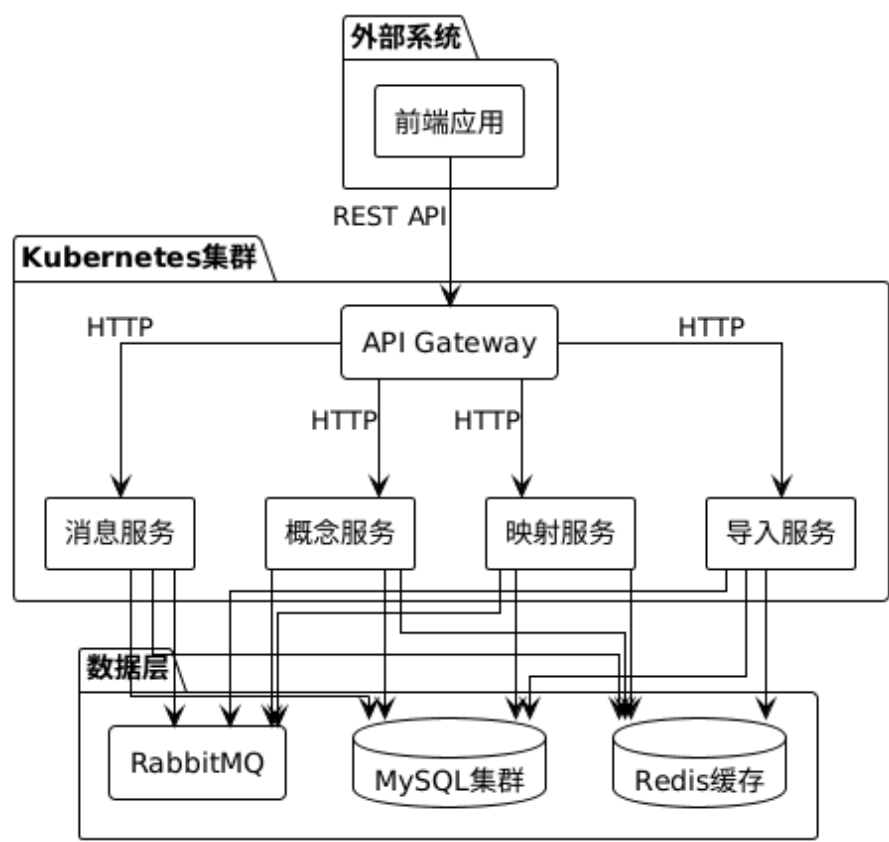 外部系统
前端应用
REST API
Kubernetes集群
HTTP
HTTP
API Gateway
HTTP
HTTP
消息服务
概念服务
映射服务
导入服务
数据层
RabbitMQ
MySQL集群
Redis缓存